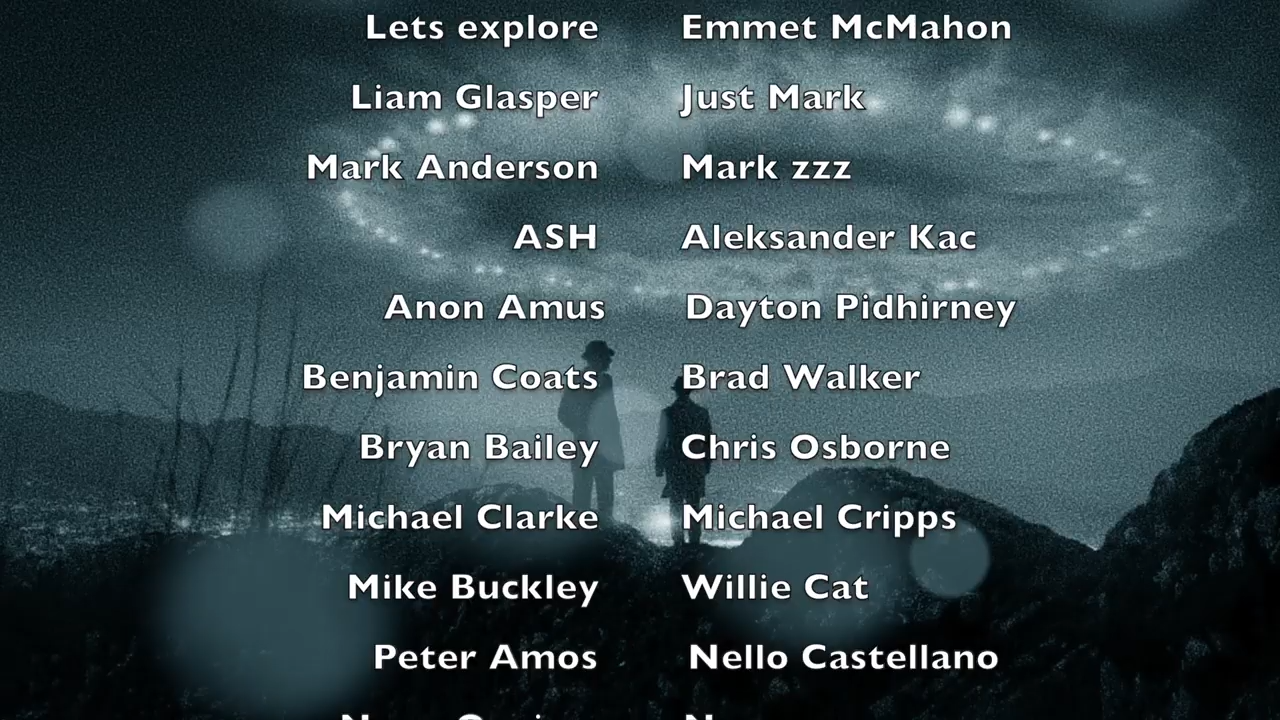 Lets explore Emmet McMahon
Liam Glasper Just Mark
Mark Anderson Mark zzz
ASH Aleksander Kac
Anon Amus Dayton Pidhirney
Benjamin Coats Brad Walker
Bryan Bailey Chris Osborne
Michael Clarke Michael Cripps
Mike Buckley Willie Cat
Peter Amos Nello Castellano